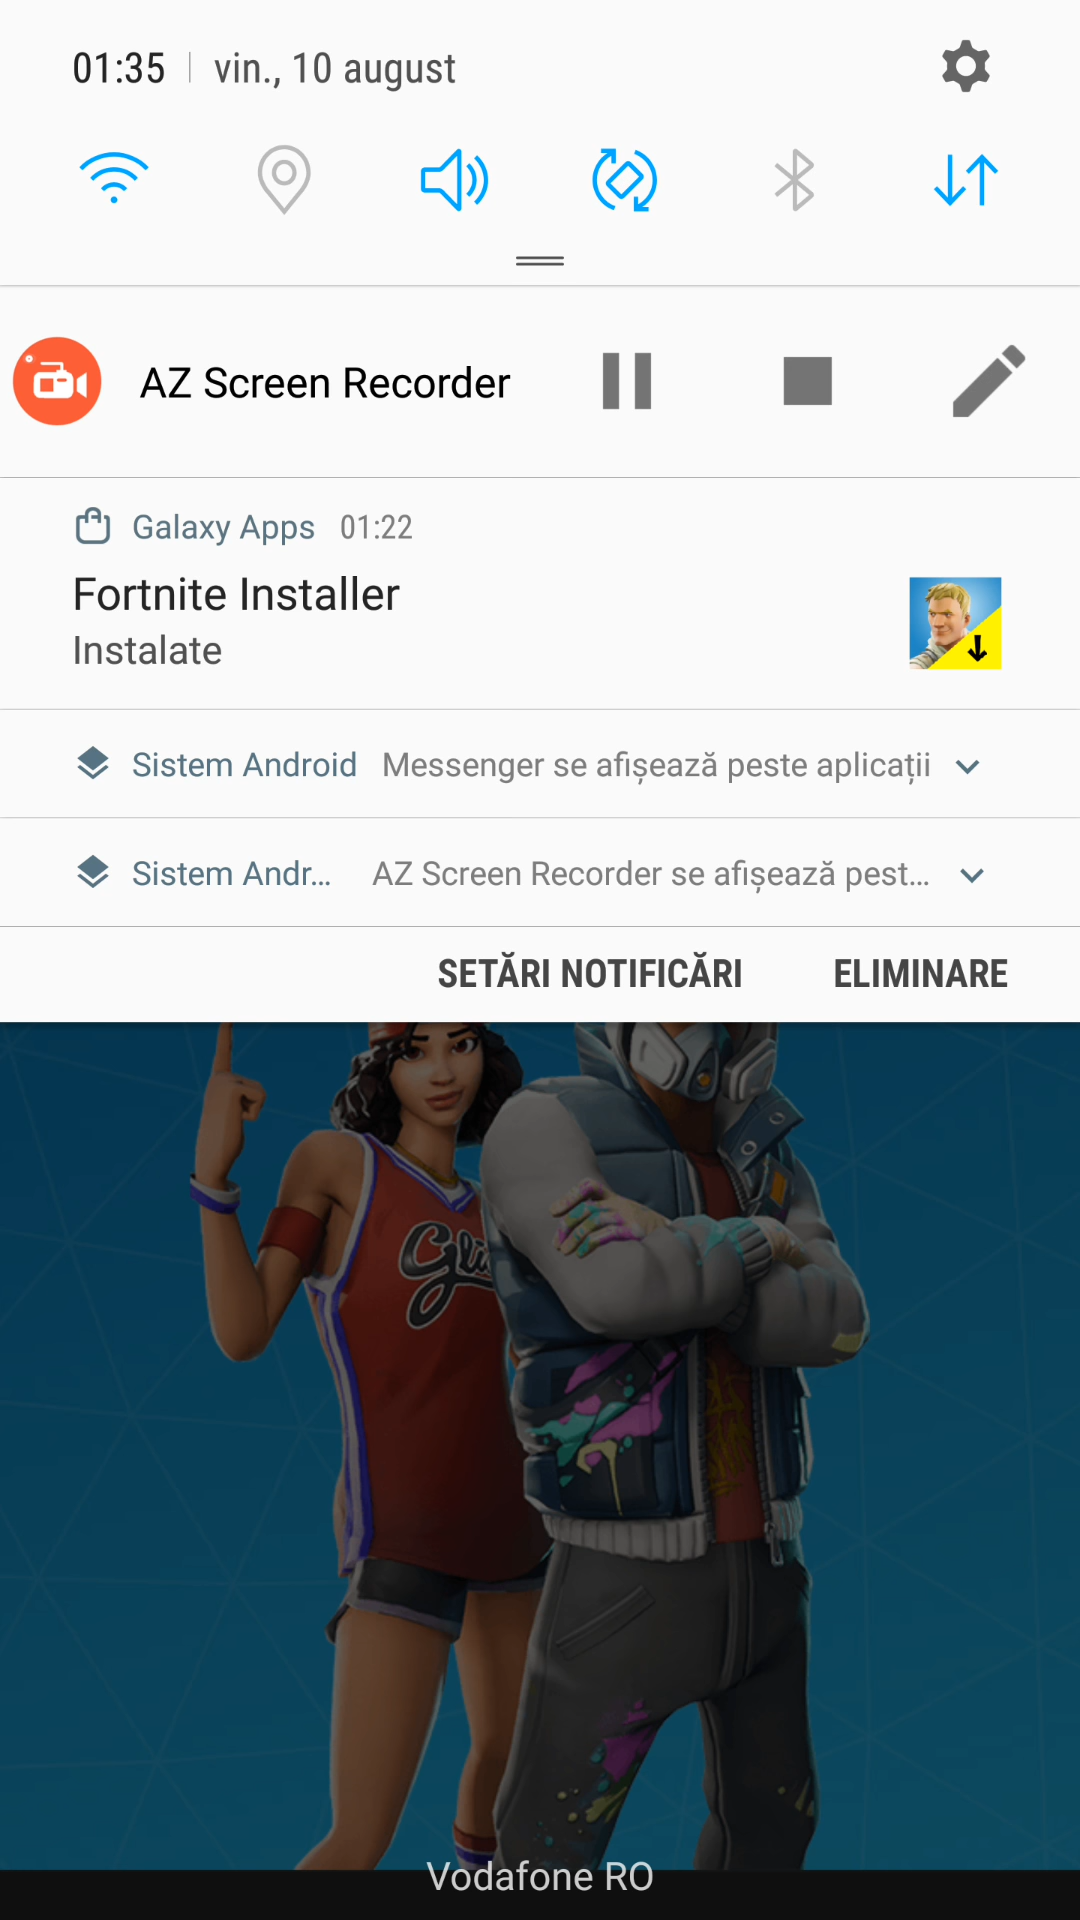 01:35 | vin., 10 august
AZ Screen Recorder
Galaxy Apps 01:22
Fortnite Installer
Instalate
Sistem Android Messenger se afișează peste aplicații
Sistem Andr... AZ Screen Recorder se afișează pest...
SETĂRI NOTIFICĂRI ELIMINARE
Vodafone RO